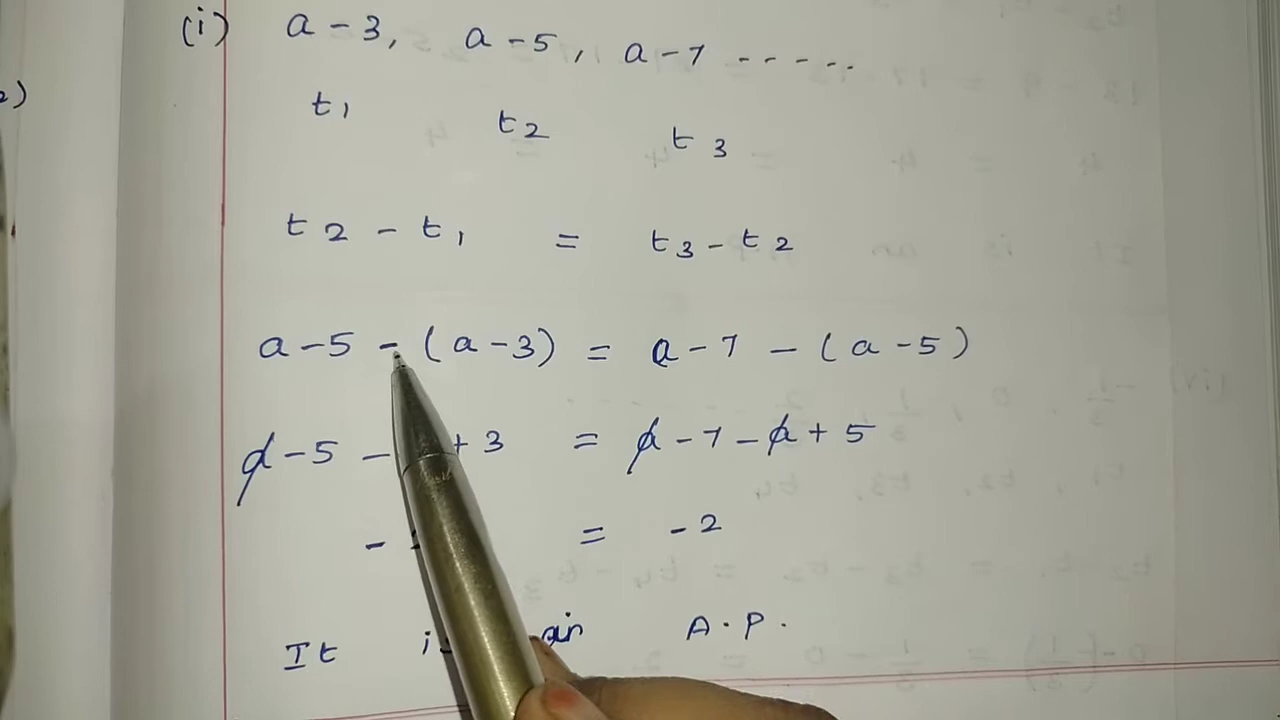 (i) a - 3, a - 5, a - 7 - - - - -
t1 t2 t3
t2 - t1 = t3 - t2
a - 5 - (a - 3) = a - 7 - (a - 5)
a - 5 - + 3 = a - 7 - a + 5
- = - 2
It an A.P.